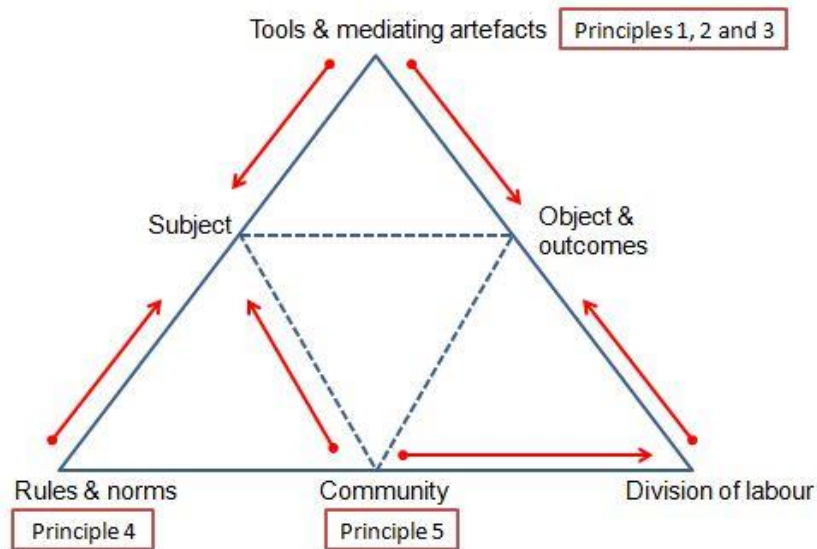 Tools & mediating artefacts
Principles 1, 2 and 3
Subject
Object &
outcomes
Rules & norms
Community
Division of labour
Principle 4
Principle 5